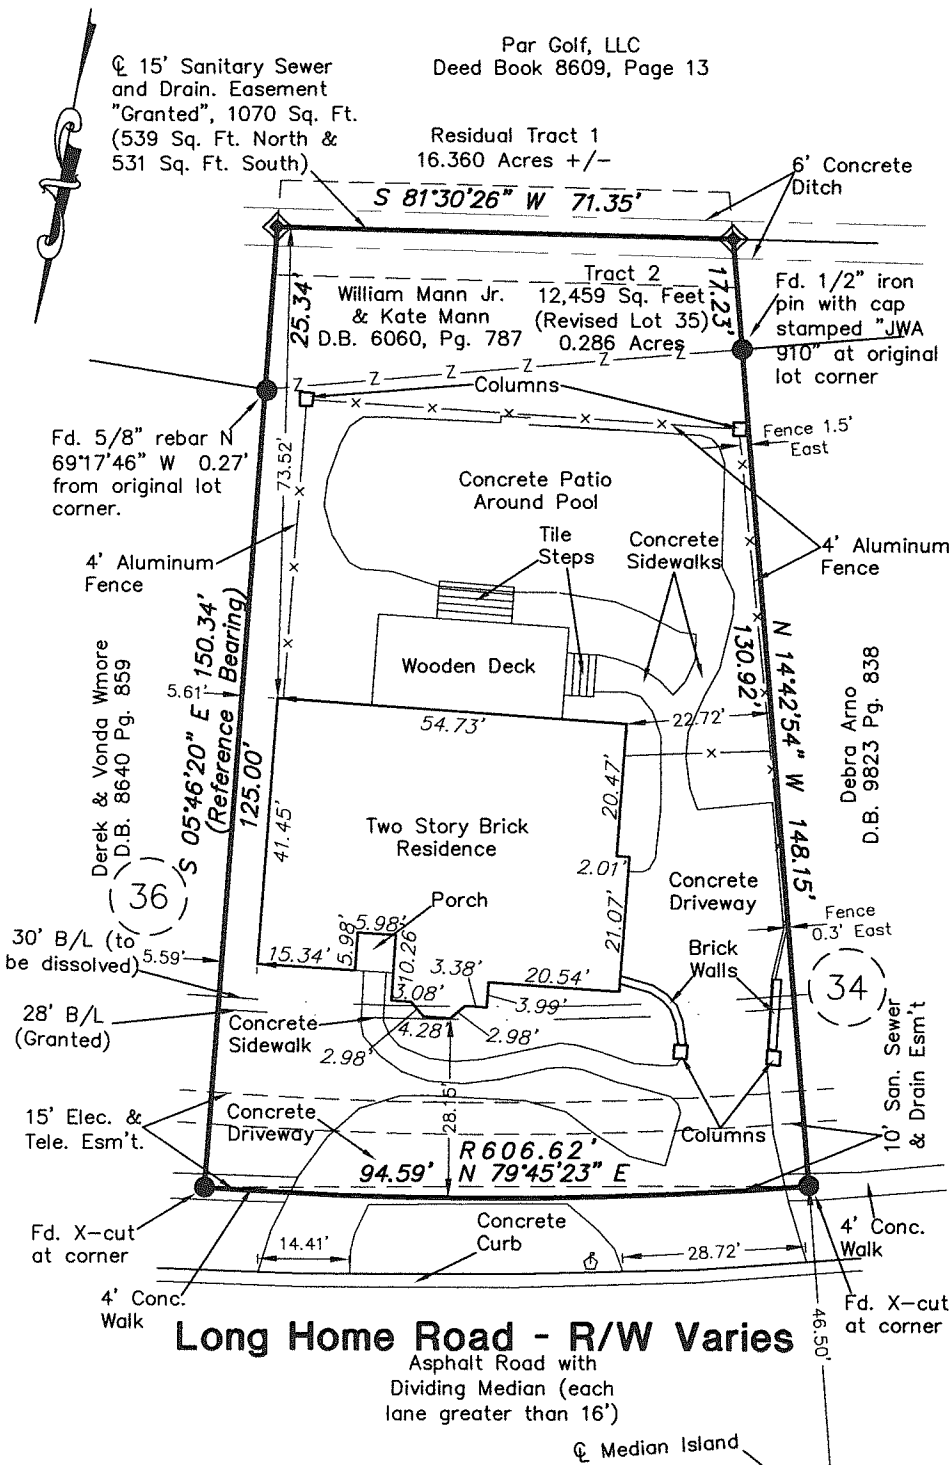 Par Golf, LLC
Deed Book 8609, Page 13
℄ 15' Sanitary Sewer
and Drain. Easement
"Granted", 1070 Sq. Ft.
(539 Sq. Ft. North &
531 Sq. Ft. South)
Residual Tract 1
16.360 Acres +/-
6' Concrete
Ditch
S 81°30'26" W 71.35'
25.34'
William Mann Jr.
& Kate Mann
D.B. 6060, Pg. 787
Tract 2
12,459 Sq. Feet
(Revised Lot 35)
0.286 Acres
17.23'
Fd. 1/2" iron
pin with cap
stamped "JWA
910" at original
lot corner
Z Z Z Z Z Z
Columns
Fd. 5/8" rebar N
69°17'46" W 0.27'
from original lot
corner.
73.52'
Fence 1.5'
East
Concrete Patio
Around Pool
Tile
Steps
Concrete
Sidewalks
4' Aluminum
Fence
4' Aluminum
Fence
Wooden Deck
N 14°42'54" W 148.15'
130.92'
Derek & Vonda Wmore
D.B. 8640 Pg. 859
S 05°46'20" E 150.34'
(Reference Bearing)
125.00'
5.61'
54.73'
22.72'
Debra Arno
D.B. 9823 Pg. 838
20.47'
41.45'
Two Story Brick
Residence
2.01'
36
Porch
Concrete
Driveway
21.07'
Fence
0.3' East
5.98'
5.98'
10.26'
30' B/L (to
be dissolved)
5.59'
15.34'
3.38'
20.54'
Brick
Walls
34
3.08'
3.99'
28' B/L
(Granted)
Concrete
Sidewalk
4.28'
2.98'
2.98'
28.15'
10' San. Sewer
& Drain Esm't
15' Elec. &
Tele. Esm't.
Concrete
Driveway
Columns
R606.62'
94.59' N 79°45'23" E
Fd. X-cut
at corner
14.41'
Concrete
Curb
28.72'
4' Conc.
Walk
4' Conc.
Walk
Fd. X-cut
at corner
46.50'
Long Home Road - R/W Varies
Asphalt Road with
Dividing Median (each
lane greater than 16')
℄ Median Island